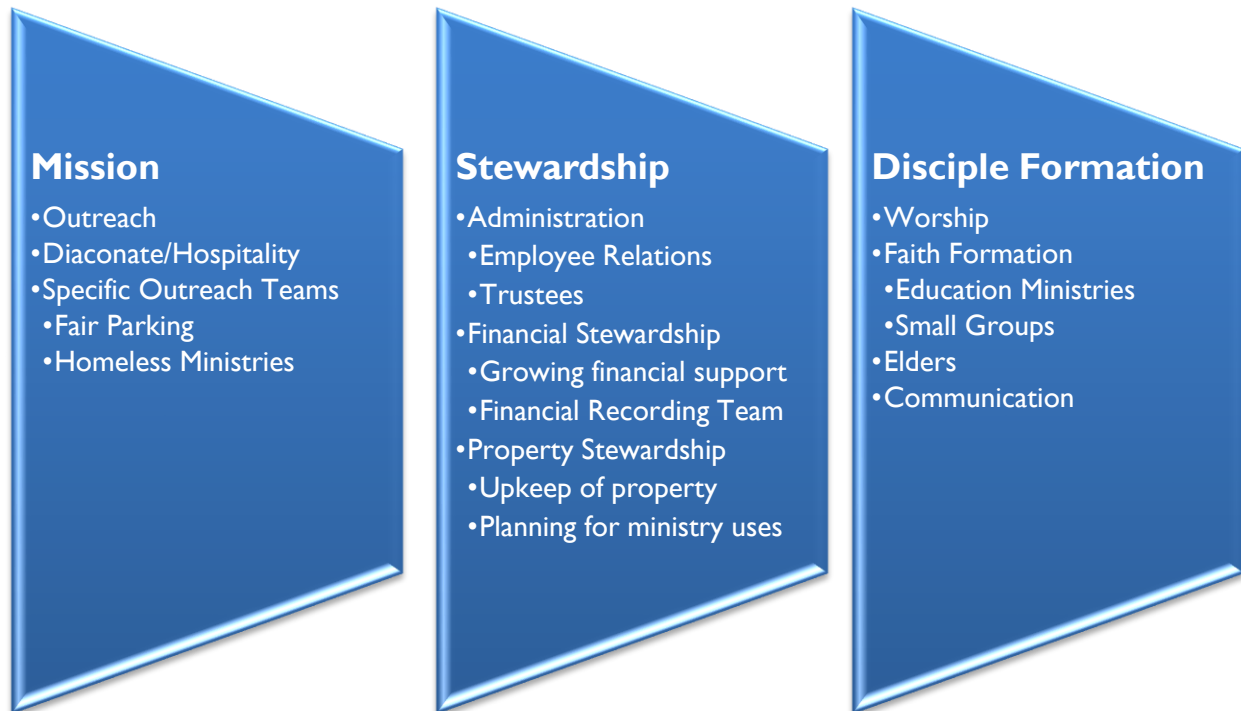 Mission
•Outreach
•Diaconate/Hospitality
•Specific Outreach Teams
•Fair Parking
•Homeless Ministries
Stewardship
•Administration
•Employee Relations
•Trustees
•Financial Stewardship
•Growing financial support
•Financial Recording Team
•Property Stewardship
•Upkeep of property
•Planning for ministry uses
Disciple Formation
•Worship
•Faith Formation
•Education Ministries
•Small Groups
•Elders
•Communication